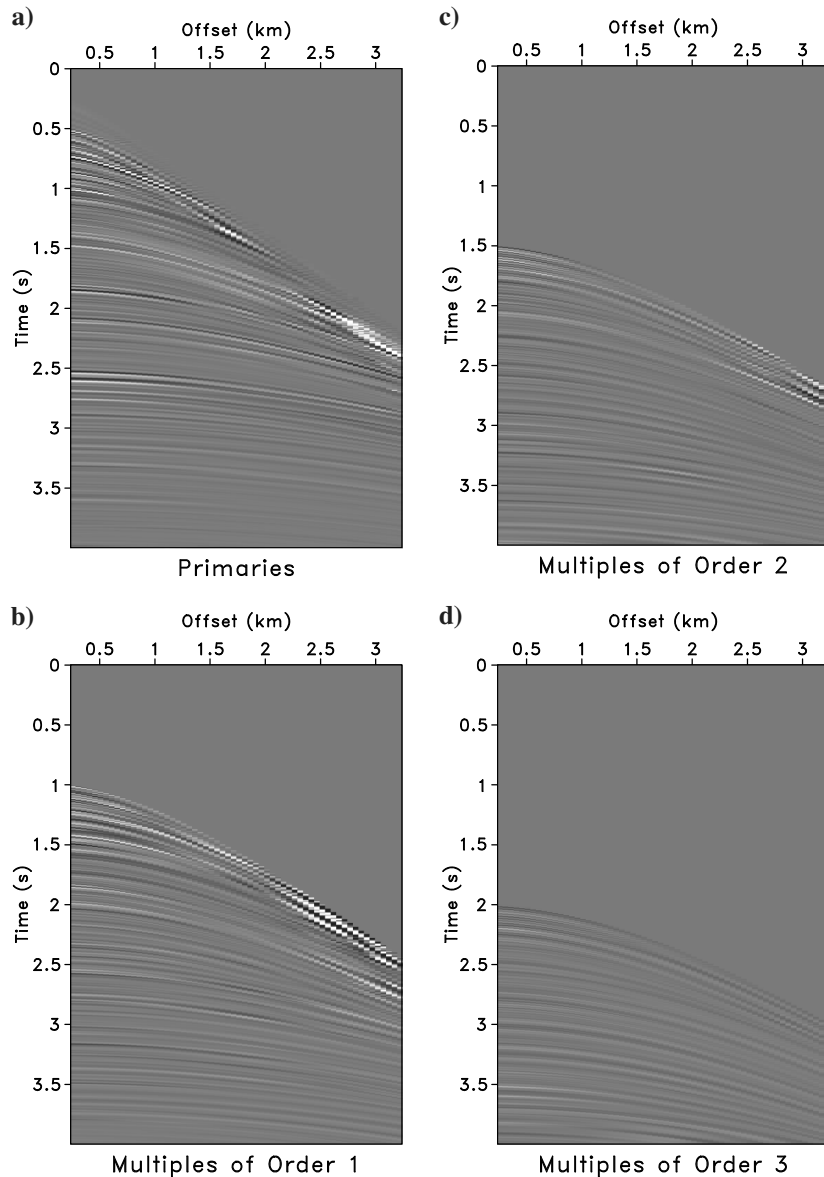 a)
Offset (km)
0.5 1 1.5 2 2.5 3
0
0.5
1
1.5
2
2.5
3
3.5
Time (s)
Primaries
b)
Offset (km)
0.5 1 1.5 2 2.5 3
0
0.5
1
1.5
2
2.5
3
3.5
Time (s)
Multiples of Order 1
c)
Offset (km)
0.5 1 1.5 2 2.5 3
0
0.5
1
1.5
2
2.5
3
3.5
Time (s)
Multiples of Order 2
d)
Offset (km)
0.5 1 1.5 2 2.5 3
0
0.5
1
1.5
2
2.5
3
3.5
Time (s)
Multiples of Order 3